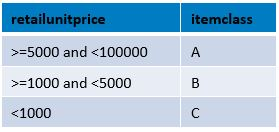 retailunitprice itemclass
>=5000 and <100000 A
>=1000 and <5000 B
<1000 C